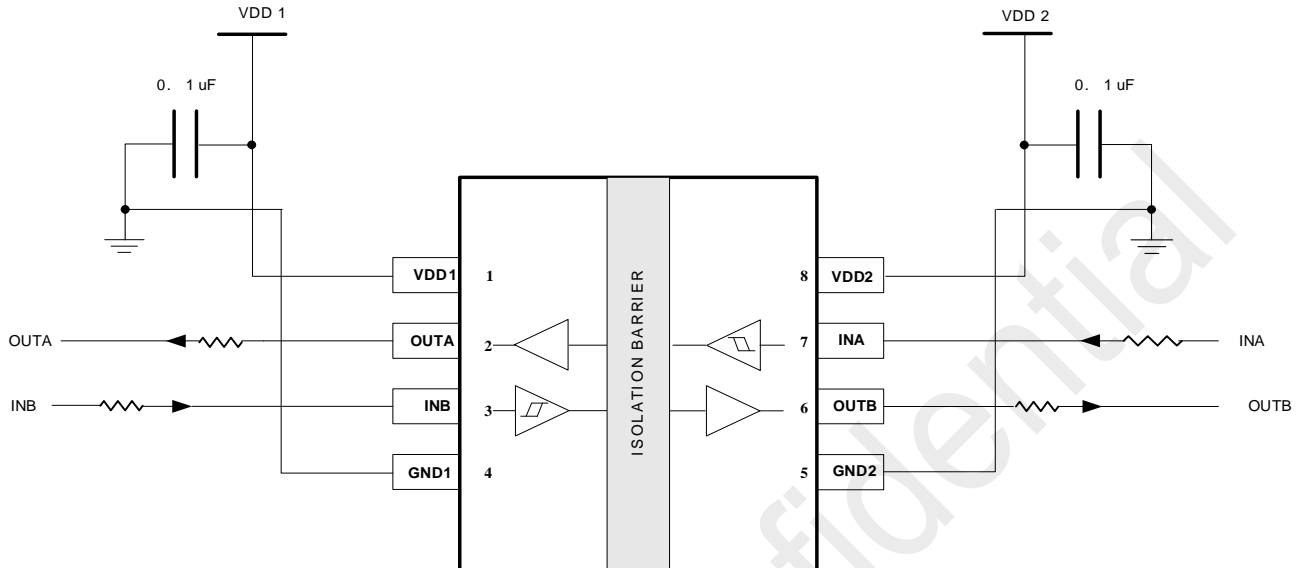 VDD 1
VDD 2
0. 1 uF
0. 1 uF
VDD1
1
8
VDD2
OUTA
OUTA
2
7
INA
INA
INB
INB
3
6
OUTB
OUTB
GND1
4
5
GND2
ISOLATION BARRIER
fidential